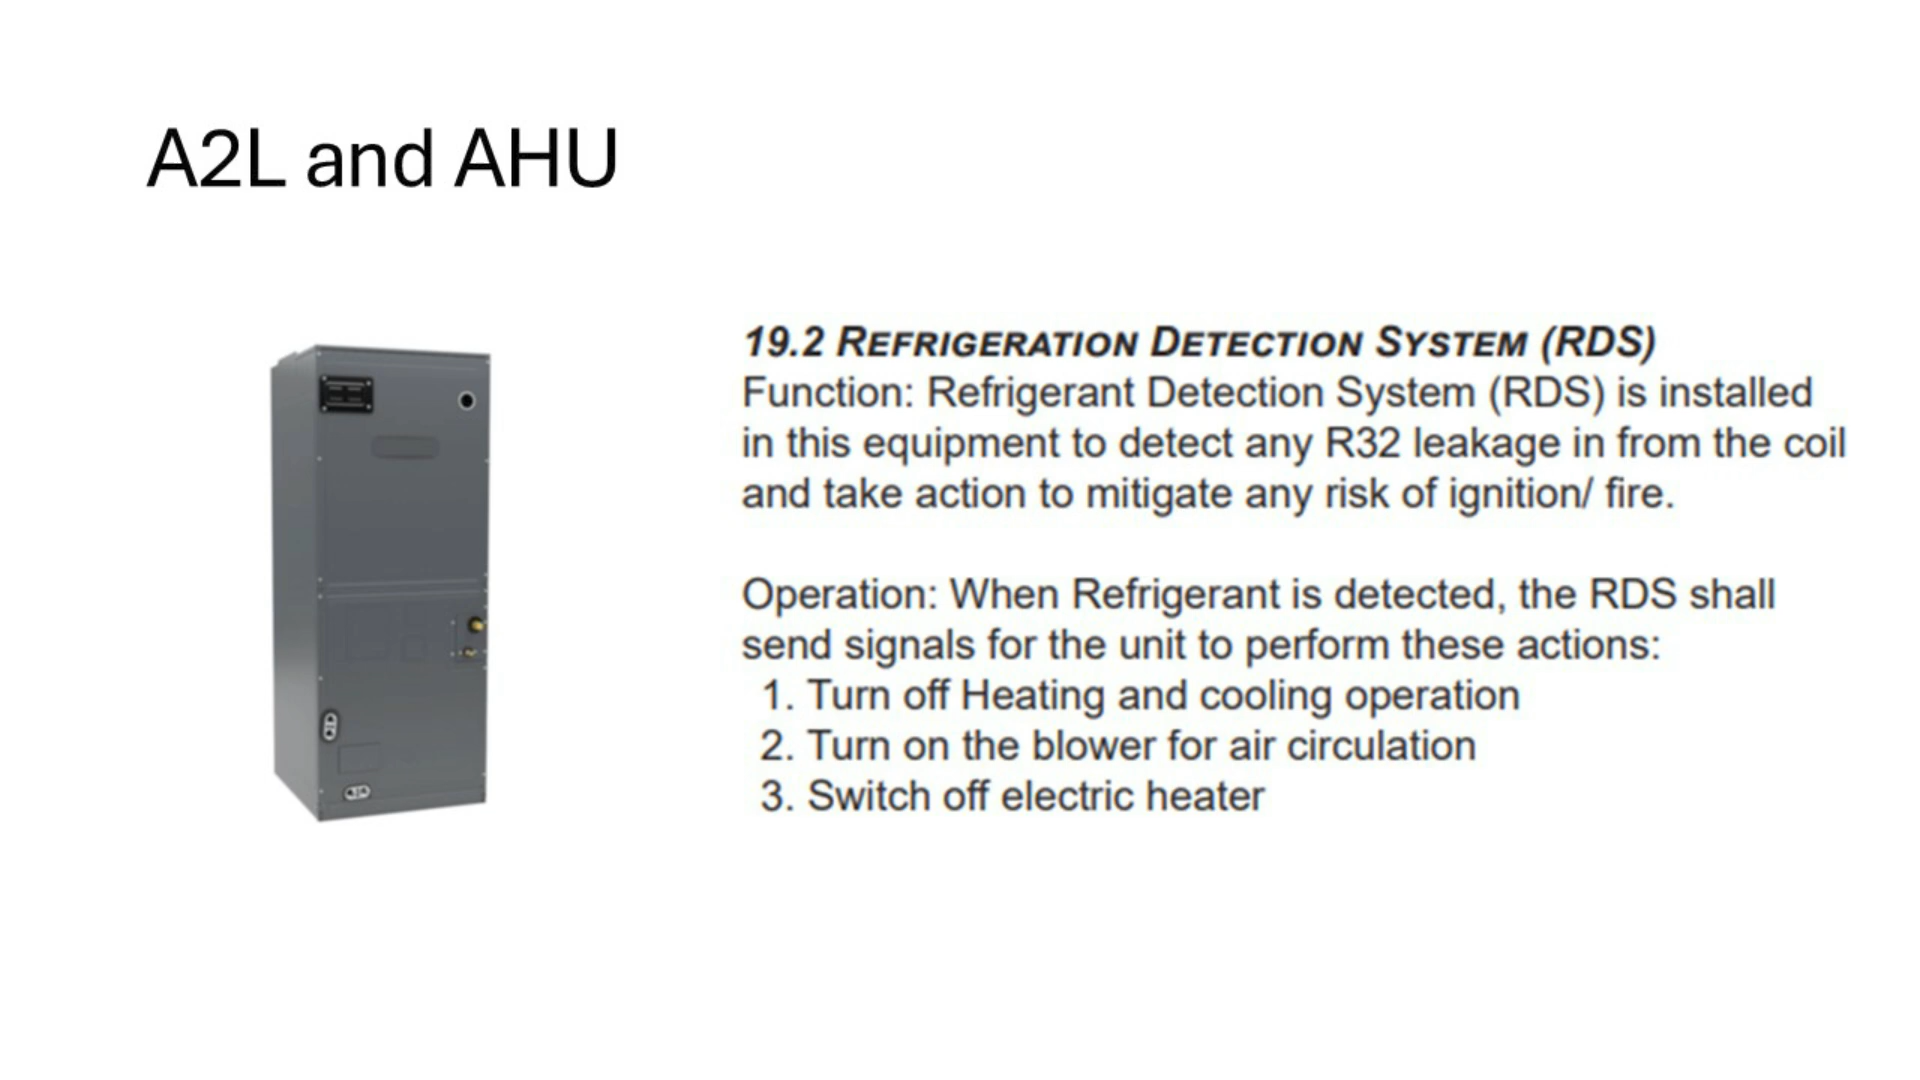 A2L and AHU
19.2 REFRIGERATION DETECTION SYSTEM (RDS)
Function: Refrigerant Detection System (RDS) is installed
in this equipment to detect any R32 leakage in from the coil
and take action to mitigate any risk of ignition/ fire.
Operation: When Refrigerant is detected, the RDS shall
send signals for the unit to perform these actions:
1. Turn off Heating and cooling operation
2. Turn on the blower for air circulation
3. Switch off electric heater